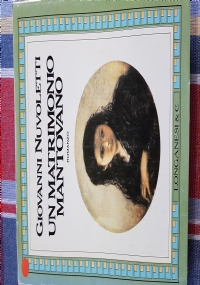 GIOVANNI NUVOLETTI
UN MATRIMONIO
MANTOVANO
ROMANZO
LONGANESI & C.